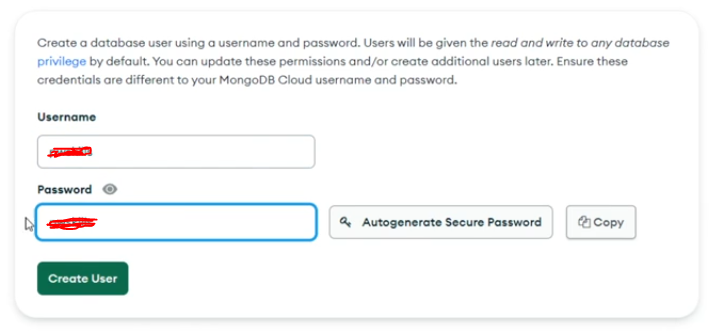 Create a database user using a username and password. Users will be given the read and write to any database
privilege by default. You can update these permissions and/or create additional users later. Ensure these
credentials are different to your MongoDB Cloud username and password.
Username
Password
Autogenerate Secure Password
Copy
Create User